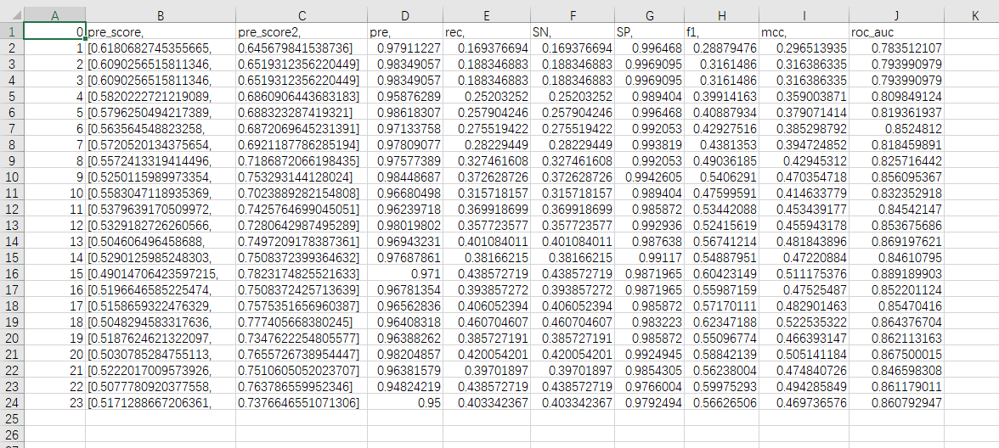 A B C D E F G H I J K
1 0 pre_score, pre_score2, pre, rec, SN, SP, f1, mcc, roc_auc
2 1 [0.6180682745355665, 0.645679841538736] 0.97911227 0.169376694 0.169376694 0.996468 0.28879476 0.296513935 0.783512107
3 2 [0.6090256515811346, 0.6519312356220449] 0.98349057 0.188346883 0.188346883 0.9969095 0.3161486 0.316386335 0.793990979
4 3 [0.6090256515811346, 0.6519312356220449] 0.98349057 0.188346883 0.188346883 0.9969095 0.3161486 0.316386335 0.793990979
5 4 [0.5820222721219089, 0.6860906443683183] 0.95876289 0.25203252 0.25203252 0.989404 0.39914163 0.359003871 0.809849124
6 5 [0.5796250494217389, 0.688323287419321] 0.98618307 0.257904246 0.257904246 0.996468 0.40887934 0.379071414 0.819361937
7 6 [0.563564548823258, 0.6872069645231391] 0.97133758 0.275519422 0.275519422 0.992053 0.42927516 0.385298792 0.8524812
8 7 [0.5720520134375654, 0.6921187786285194] 0.97809077 0.28229449 0.28229449 0.993819 0.4381353 0.394724852 0.818459891
9 8 [0.5572413319414496, 0.7186872066198435] 0.97577389 0.327461608 0.327461608 0.992053 0.49036185 0.42945312 0.825716442
10 9 [0.5250115989973354, 0.753293144128024] 0.98448687 0.372628726 0.372628726 0.9942605 0.5406291 0.470354718 0.856095367
11 10 [0.5583047118935369, 0.7023889282154808] 0.96680498 0.315718157 0.315718157 0.989404 0.47599591 0.414633779 0.832352918
12 11 [0.5379639170509972, 0.7425764699045051] 0.96239718 0.369918699 0.369918699 0.985872 0.53442088 0.453439177 0.84542147
13 12 [0.5329182726260566, 0.7280642987495289] 0.98019802 0.357723577 0.357723577 0.992936 0.52415619 0.455943178 0.853675686
14 13 [0.504606496458688, 0.7497209178387361] 0.96943231 0.401084011 0.401084011 0.987638 0.56741214 0.481843896 0.869197621
15 14 [0.5290125985248303, 0.7508372399364632] 0.97687861 0.38166215 0.38166215 0.99117 0.54887951 0.47220884 0.84610795
16 15 [0.49014706423597215, 0.7823174825521633] 0.971 0.438572719 0.438572719 0.9871965 0.60423149 0.511175376 0.889189903
17 16 [0.5196646585225474, 0.7508372425713639] 0.96781354 0.393857272 0.393857272 0.9871965 0.55987159 0.47525487 0.852201124
18 17 [0.5158659322476329, 0.7575351656960387] 0.96562836 0.406052394 0.406052394 0.985872 0.57170111 0.482901463 0.85470416
19 18 [0.5048294583317636, 0.777405668380245] 0.96408318 0.460704607 0.460704607 0.983223 0.62347188 0.522535322 0.864376704
20 19 [0.5187624621322097, 0.7347622254805577] 0.96388262 0.385727191 0.385727191 0.985872 0.55096774 0.466393147 0.862113163
21 20 [0.5030785284755113, 0.7655726738954447] 0.98204857 0.420054201 0.420054201 0.9924945 0.58842139 0.505141184 0.867500015
22 21 [0.5222017009573926, 0.7510605052023707] 0.96381579 0.39701897 0.39701897 0.9854305 0.56238004 0.474840726 0.846598308
23 22 [0.5077780920377558, 0.763786559952346] 0.94824219 0.438572719 0.438572719 0.9766004 0.59975293 0.494285849 0.861179011
24 23 [0.5171288667206361, 0.7376646551071306] 0.95 0.403342367 0.403342367 0.9792494 0.56626506 0.469736576 0.860792947
25
26